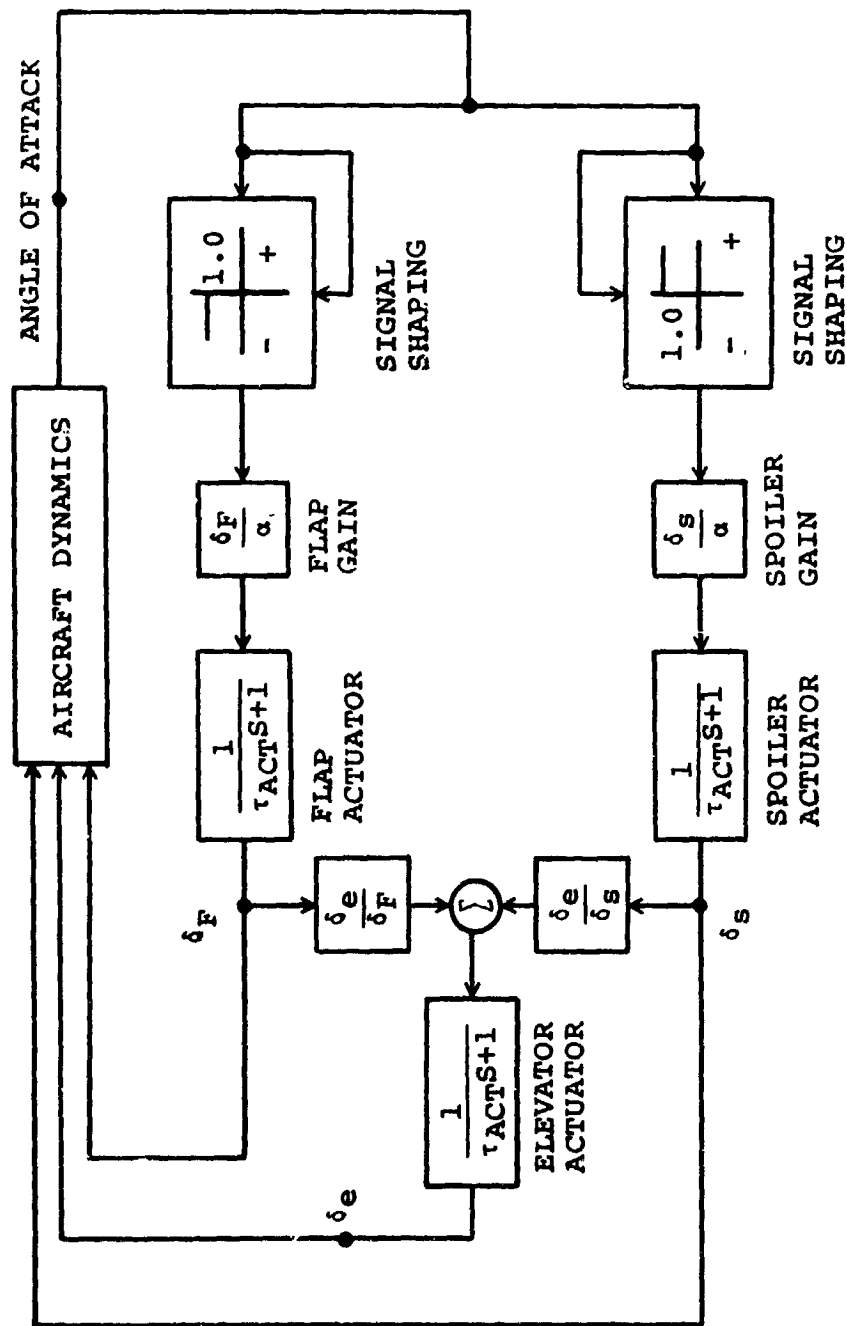 ANGLE OF ATTACK
AIRCRAFT DYNAMICS
1.0
- +
SIGNAL
SHAPING
δF
α
FLAP
GAIN
1
τACTS+1
FLAP
ACTUATOR
δF
δe
δF
Σ
δe
δs
1
τACTS+1
ELEVATOR
ACTUATOR
δe
1.0
- +
SIGNAL
SHAPING
δs
α
SPOILER
GAIN
1
τACTS+1
SPOILER
ACTUATOR
δs